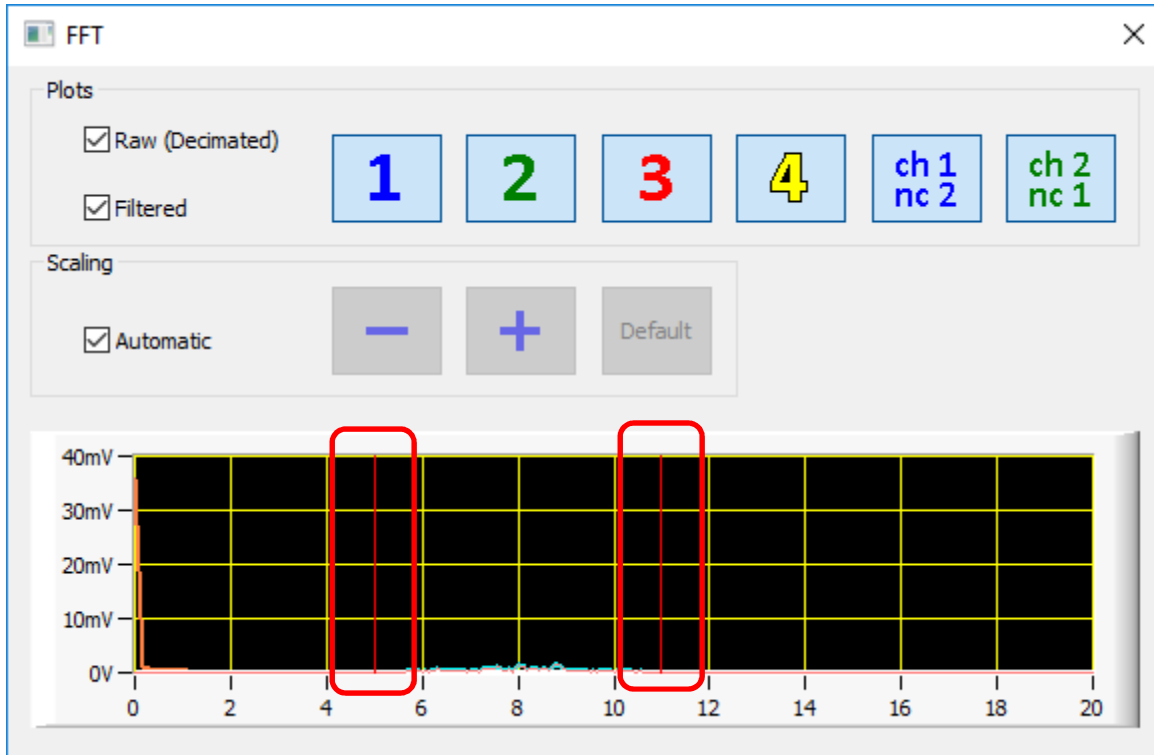 FFT
Plots
Raw (Decimated)
Filtered
1
2
3
4
ch 1
nc 2
ch 2
nc 1
Scaling
Automatic
−
+
Default
40mV
30mV
20mV
10mV
0V
0 2 4 6 8 10 12 14 16 18 20